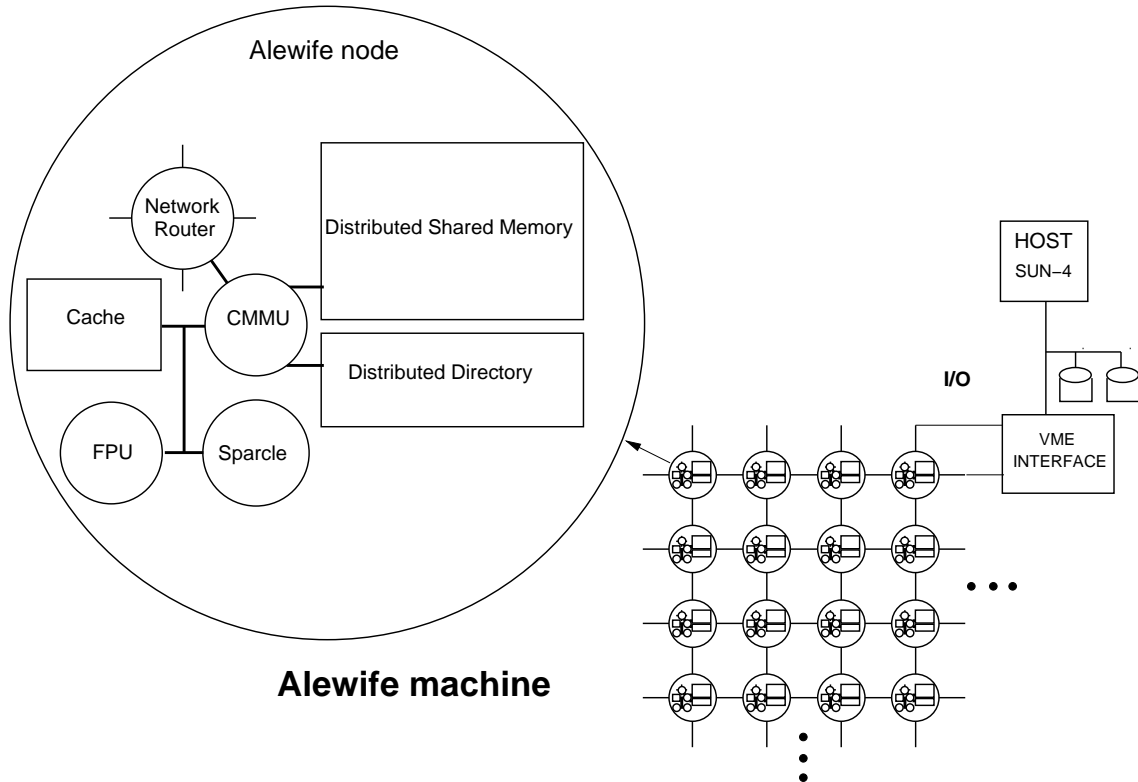 Alewife node
Network
Router
Distributed Shared Memory
Cache
CMMU
Distributed Directory
FPU
Sparcle
HOST
SUN–4
I/O
VME
INTERFACE
Alewife machine